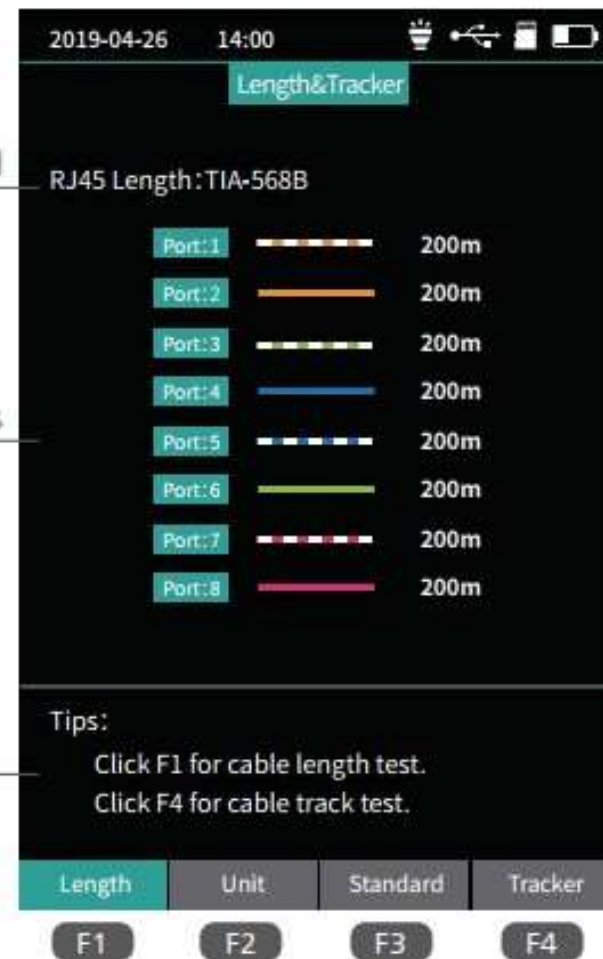 2019-04-26 14:00
Length&Tracker
RJ45 Length:TIA-568B
Port:1 200m
Port:2 200m
Port:3 200m
Port:4 200m
Port:5 200m
Port:6 200m
Port:7 200m
Port:8 200m
Tips:
Click F1 for cable length test.
Click F4 for cable track test.
Length Unit Standard Tracker
F1 F2 F3 F4